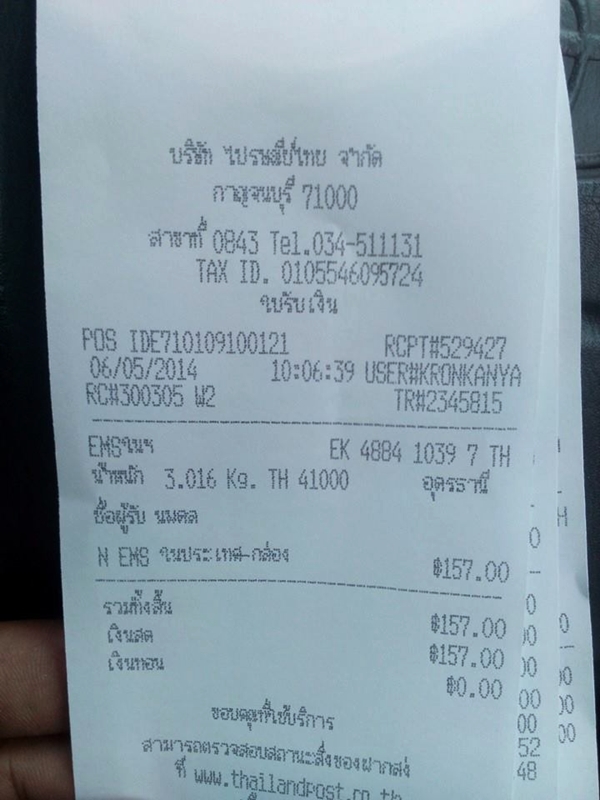 บริษัท ไปรษณีย์ไทย จำกัด
กาญจนบุรี 71000
สาขาที่ 0843 Tel.034-511131
TAX ID. 0105546095724
ใบรับเงิน
POS IDE710109100121 RCPT#529427
06/05/2014 10:06:39 USER#KRONKANYA
RC#300305 W2 TR#2345815
EMSในฯ EK 4884 1039 7 TH
น้ำหนัก 3.016 Kg. TH 41000 อุดรธานี
ชื่อผู้รับ นมดล
N EMS ในประเทศ-กล่อง ฿157.00
รวมทั้งสิ้น ฿157.00
เงินสด ฿157.00
เงินทอน ฿0.00
ขอบคุณที่ใช้บริการ
สามารถตรวจสอบสถานะสิ่งของฝากส่ง
ที่ www.thailandpost.co.th